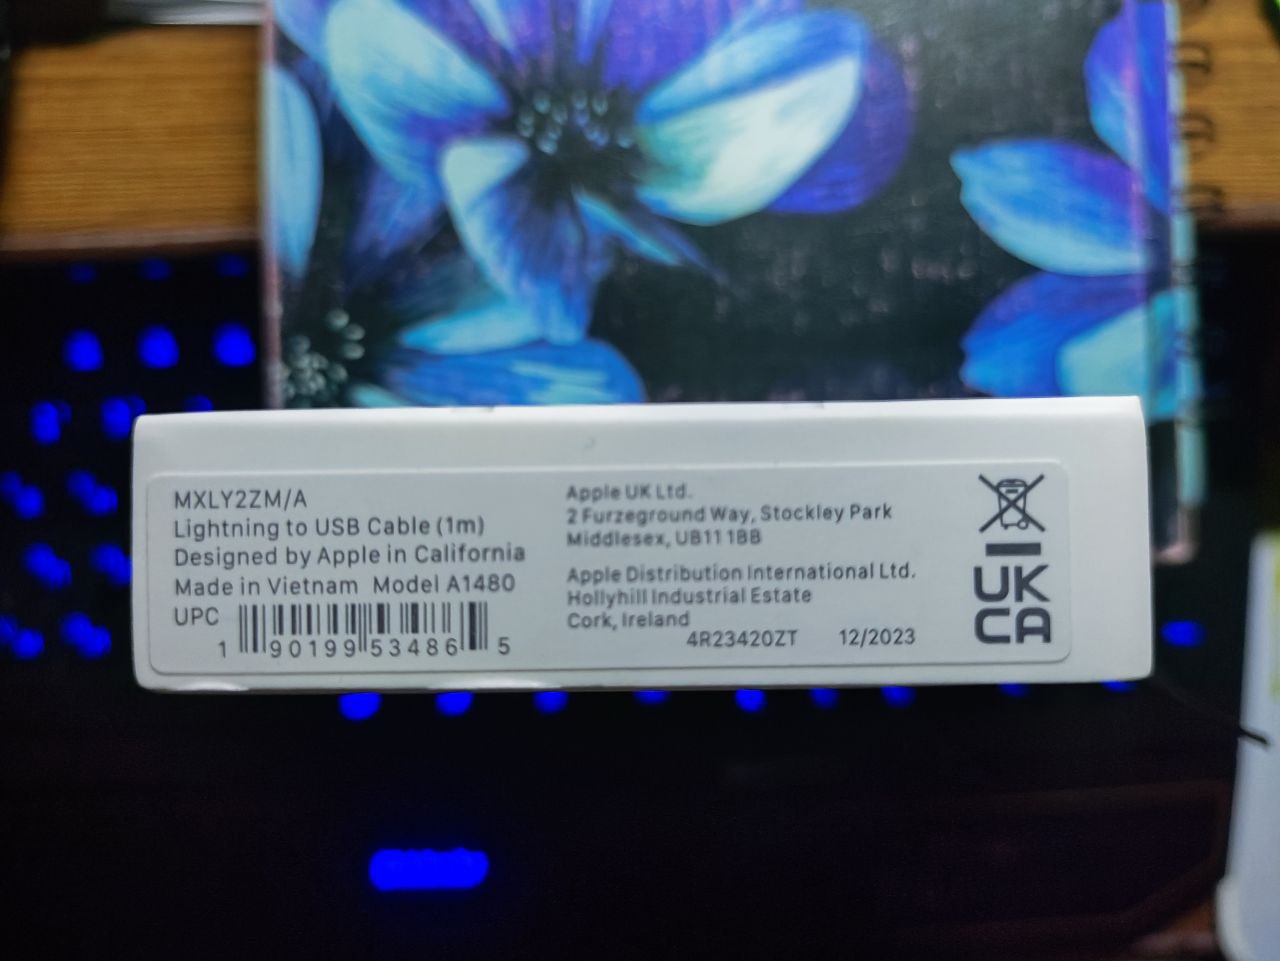 MXLY2ZM/A
Lightning to USB Cable (1m)
Designed by Apple in California
Made in Vietnam Model A1480
UPC
1 90199 53486 5
Apple UK Ltd.
2 Furzeground Way, Stockley Park
Middlesex, UB11 1BB
Apple Distribution International Ltd.
Hollyhill Industrial Estate
Cork, Ireland
4R23420ZT 12/2023
UK
CA